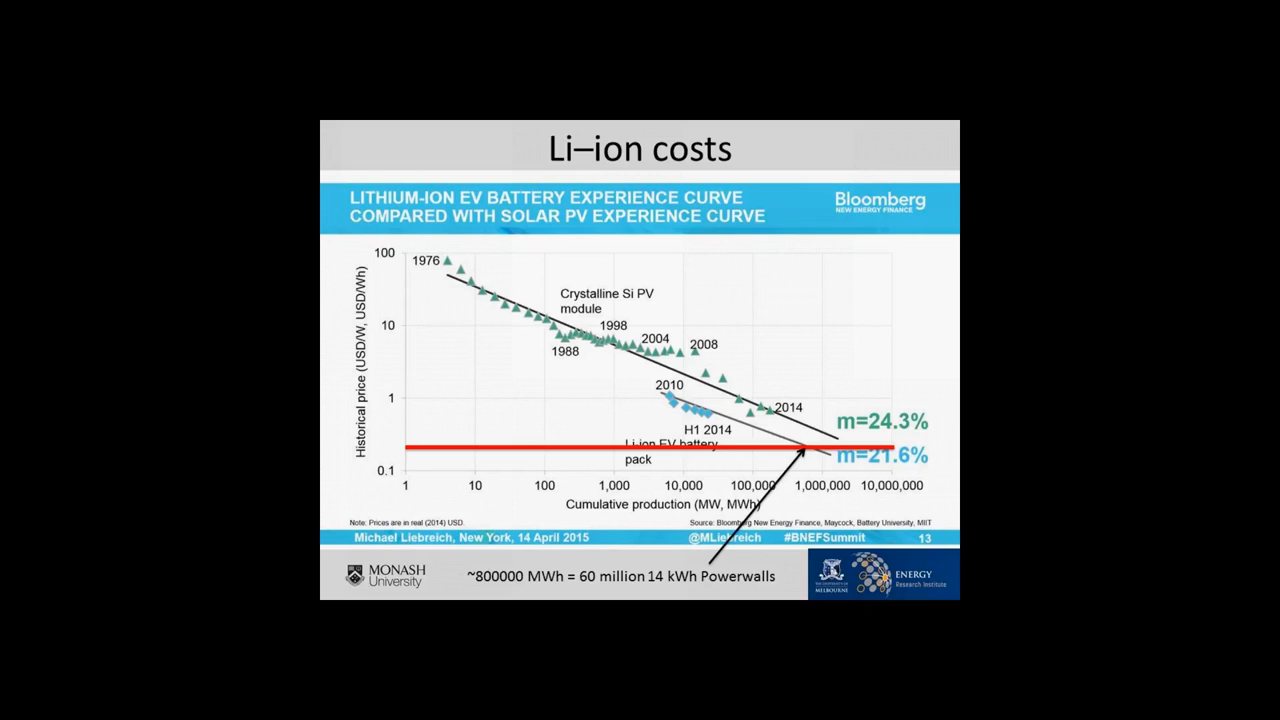 Li–ion costs
LITHIUM-ION EV BATTERY EXPERIENCE CURVE
COMPARED WITH SOLAR PV EXPERIENCE CURVE
Bloomberg
NEW ENERGY FINANCE
Historical price (USD/W, USD/Wh)
100
10
1
0.1
1976
Crystalline Si PV
module
1998
1988
2004
2008
2010
2014
H1 2014
Li-ion EV battery
pack
m=24.3%
m=21.6%
1 10 100 1,000 10,000 100,000 1,000,000 10,000,000
Cumulative production (MW, MWh)
Note: Prices are in real (2014) USD.
Source: Bloomberg New Energy Finance, Maycock, Battery University, MIIT
Michael Liebreich, New York, 14 April 2015
@MLiebreich #BNEFSummit 13
MONASH
University
~800000 MWh = 60 million 14 kWh Powerwalls
MELBOURNE
ENERGY
Research Institute